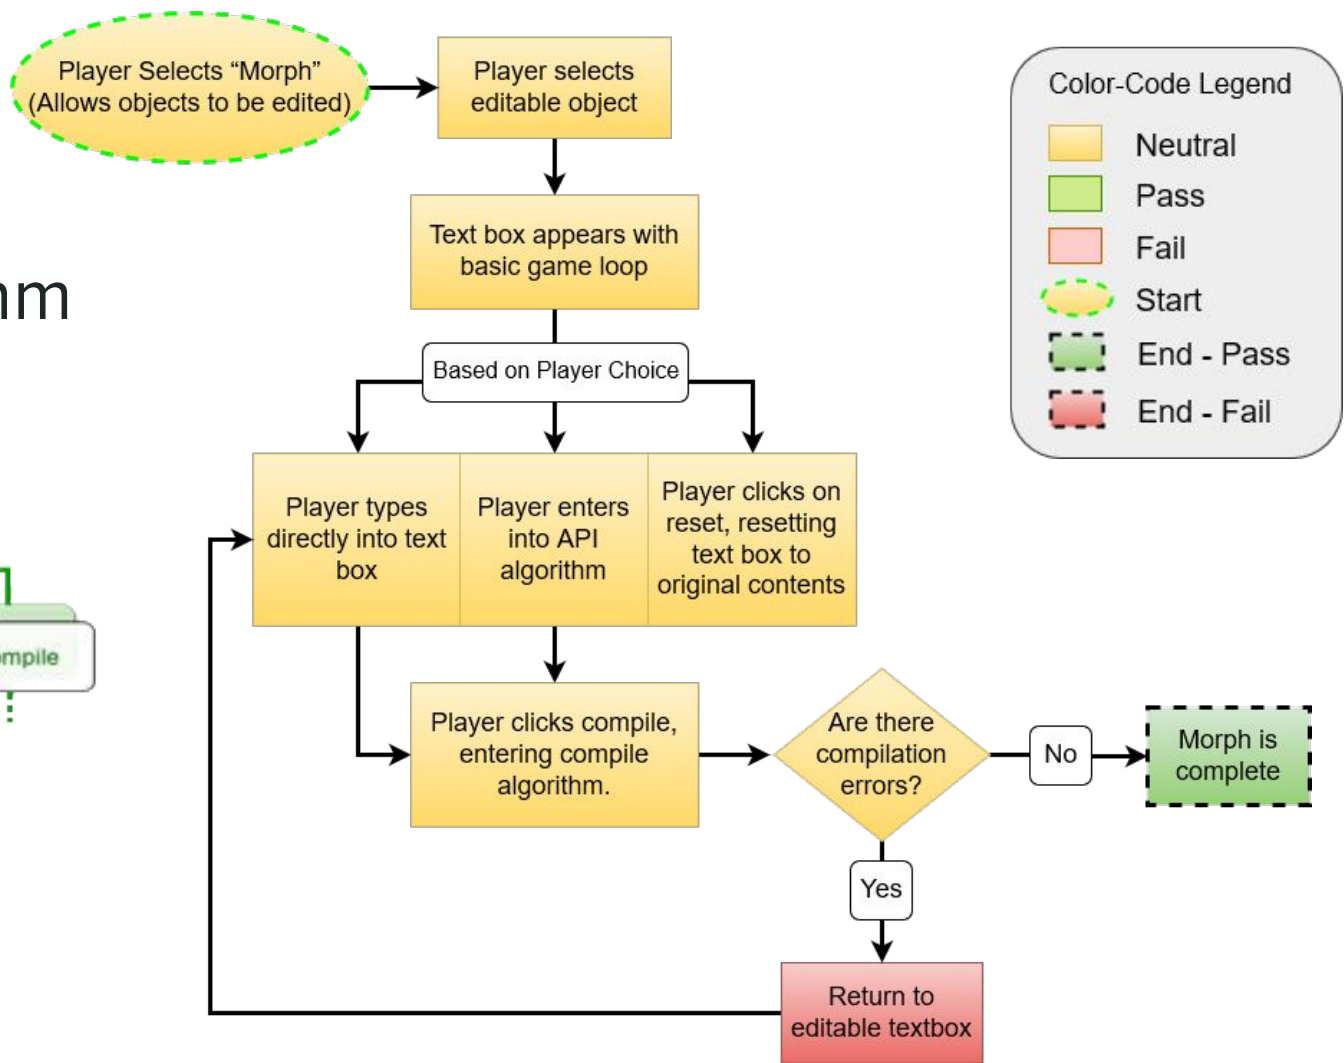 Player Selects “Morph”
(Allows objects to be edited)
Player selects
editable object
Color-Code Legend
Neutral
Pass
Fail
Start
End - Pass
End - Fail
Text box appears with
basic game loop
Based on Player Choice
Player types
directly into text
box
Player enters
into API
algorithm
Player clicks on
reset, resetting
text box to
original contents
Player clicks compile,
entering compile
algorithm.
Are there
compilation
errors?
No
Morph is
complete
Yes
Return to
editable textbox